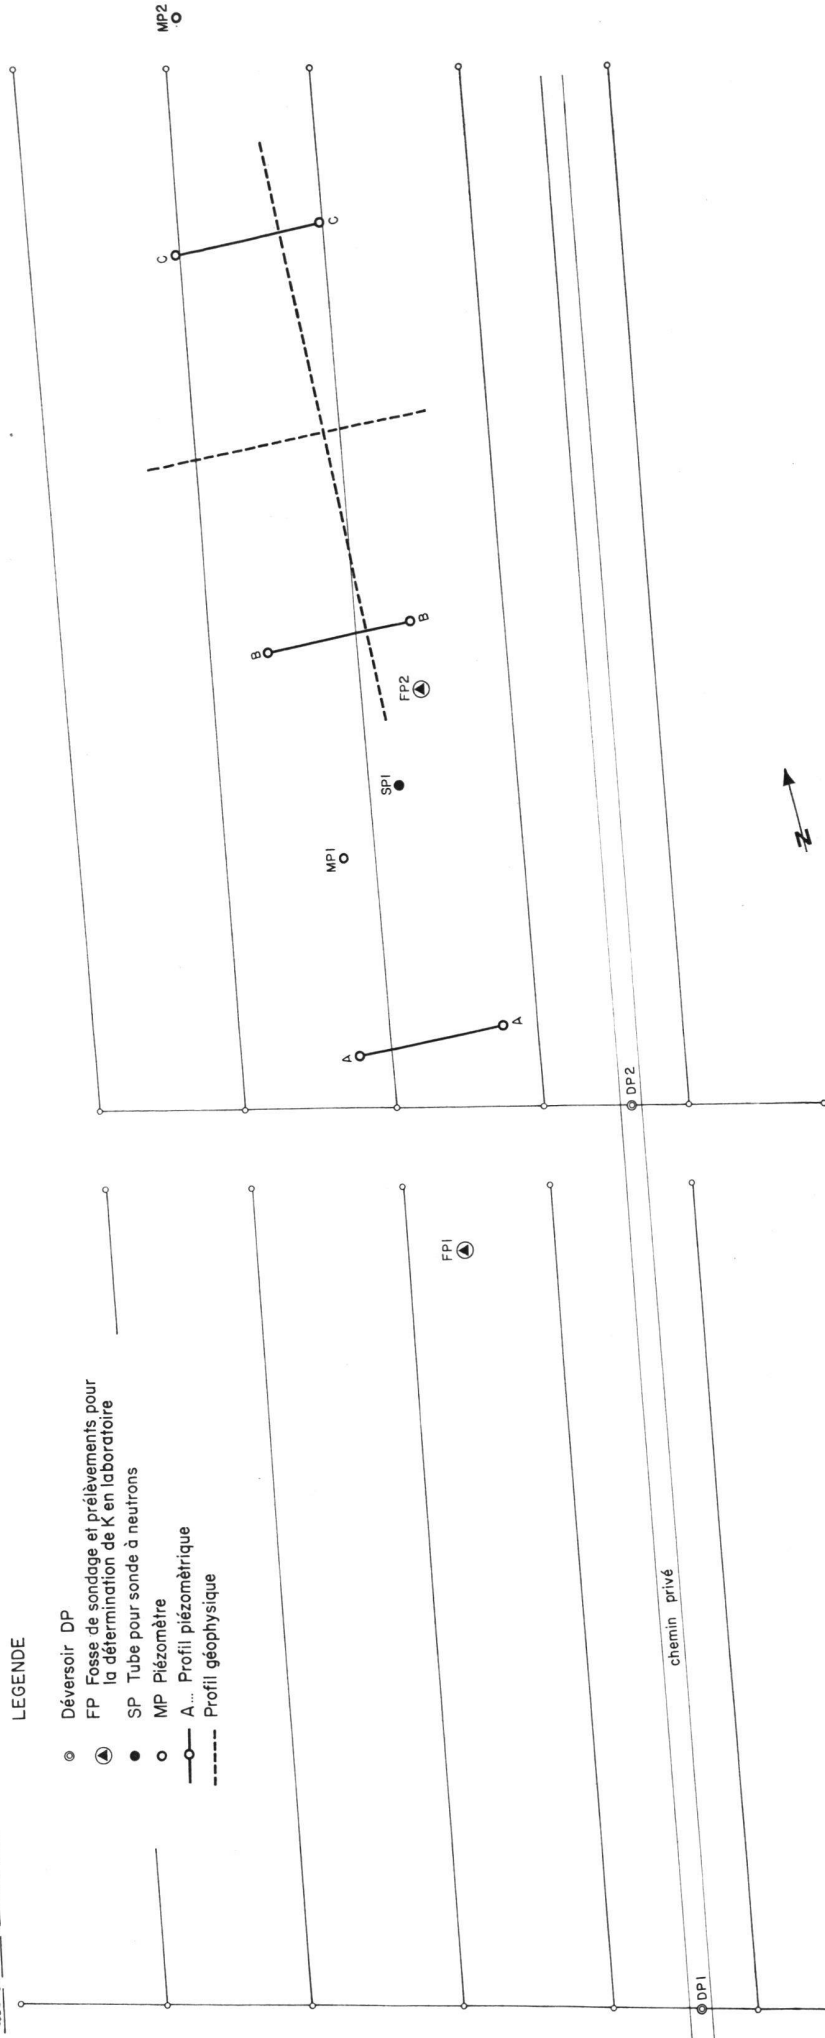 LEGENDE
Déversoir DP
FP Fosse de sondage et prélèvements pour
la détermination de K en laboratoire
SP Tube pour sonde à neutrons
MP Piézomètre
A... Profil piézomètrique
Profil géophysique
MP2
C
C
B
B
FP2
SP1
MP1
A
A
DP2
N
FP1
chemin privé
DP1